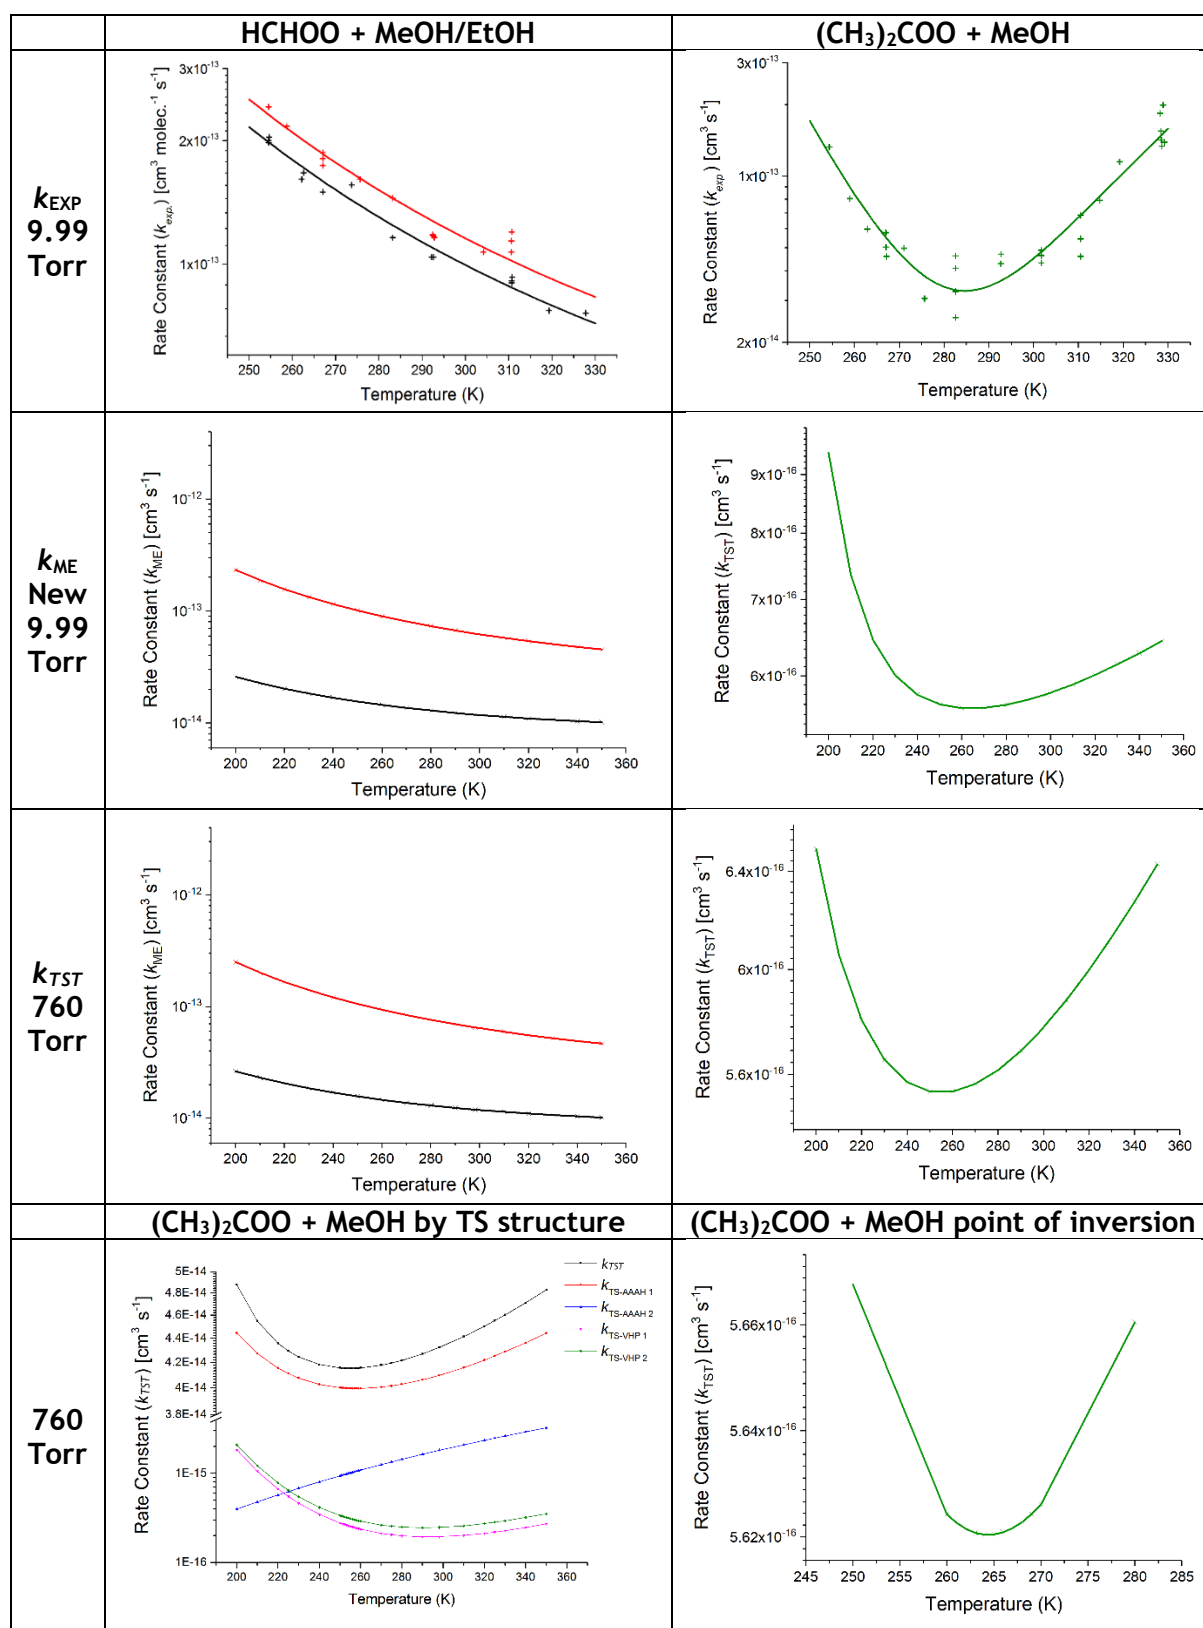 HCHOO + MeOH/EtOH
(CH₃)₂COO + MeOH
kEXP
9.99
Torr
Rate Constant (kexp.) [cm³ molec.⁻¹ s⁻¹]
3x10⁻¹³
2x10⁻¹³
1x10⁻¹³
250 260 270 280 290 300 310 320 330
Temperature (K)
Rate Constant (kexp) [cm³ s⁻¹]
3x10⁻¹³
1x10⁻¹³
2x10⁻¹⁴
250 260 270 280 290 300 310 320 330
Temperature (K)
kME
New
9.99
Torr
Rate Constant (kME) [cm³ s⁻¹]
10⁻¹²
10⁻¹³
10⁻¹⁴
200 220 240 260 280 300 320 340 360
Temperature (K)
Rate Constant (kTST) [cm³ s⁻¹]
9x10⁻¹⁶
8x10⁻¹⁶
7x10⁻¹⁶
6x10⁻¹⁶
200 220 240 260 280 300 320 340 360
Temperature (K)
kTST
760
Torr
Rate Constant (kME) [cm³ s⁻¹]
10⁻¹²
10⁻¹³
10⁻¹⁴
200 220 240 260 280 300 320 340 360
Temperature (K)
Rate Constant (kTST) [cm³ s⁻¹]
6.4x10⁻¹⁶
6x10⁻¹⁶
5.6x10⁻¹⁶
200 220 240 260 280 300 320 340 360
Temperature (K)
(CH₃)₂COO + MeOH by TS structure
(CH₃)₂COO + MeOH point of inversion
760
Torr
Rate Constant (kTST) [cm³ s⁻¹]
5E-14
4.8E-14
4.6E-14
4.4E-14
4.2E-14
4E-14
3.8E-14
1E-15
1E-16
kTST
kTS-AAAH 1
kTS-AAAH 2
kTS-VHP 1
kTS-VHP 2
200 220 240 260 280 300 320 340 360
Temperature (K)
Rate Constant (kTST) [cm³ s⁻¹]
5.66x10⁻¹⁶
5.64x10⁻¹⁶
5.62x10⁻¹⁶
245 250 255 260 265 270 275 280 285
Temperature (K)